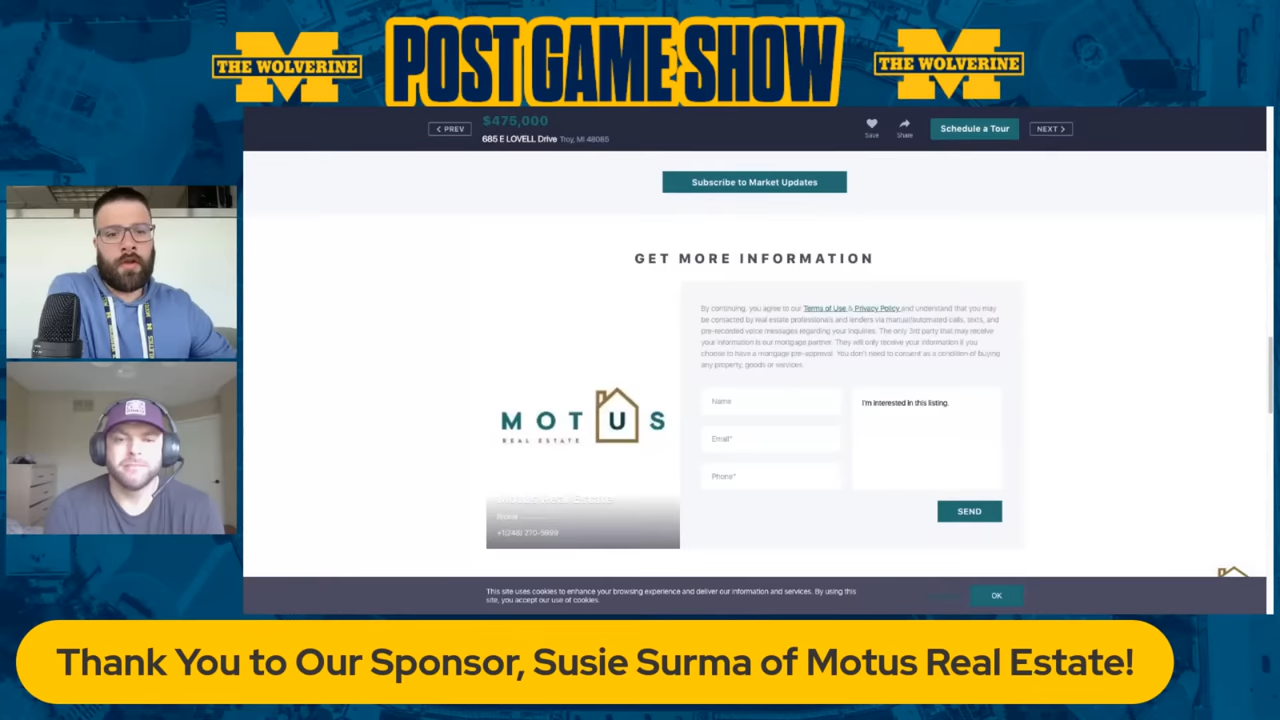 THE WOLVERINE
POST GAME SHOW
THE WOLVERINE
PREV
$475,000
685 E LOVELL Drive Troy, MI 48085
Save
Share
Schedule a Tour
NEXT
Subscribe to Market Updates
GET MORE INFORMATION
By continuing, you agree to our Terms of Use & Privacy Policy and understand that you may
be contacted by real estate professionals and lenders via manual/automated calls, texts, and
pre-recorded voice messages regarding your inquiries. The only 3rd party that may receive
your information is our mortgage partner. They will only receive your information if you
choose to have a mortgage pre-approval. You don't need to consent as a condition of buying
any property, goods or services.
MOTUS
REAL ESTATE
Name
I'm interested in this listing.
Email*
Phone*
Motus Real Estate
+1(248) 270-9999
SEND
This site uses cookies to enhance your browsing experience and deliver our information and services. By using this
site, you accept our use of cookies.
OK
Thank You to Our Sponsor, Susie Surma of Motus Real Estate!